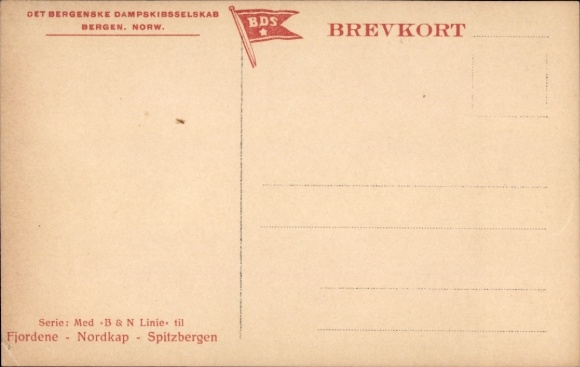 DET BERGENSKE DAMPSKIBSSELSKAB
BERGEN. NORW.
BDS
BREVKORT
Serie: Med «B & N Linie» til
Fjordene - Nordkap - Spitzbergen